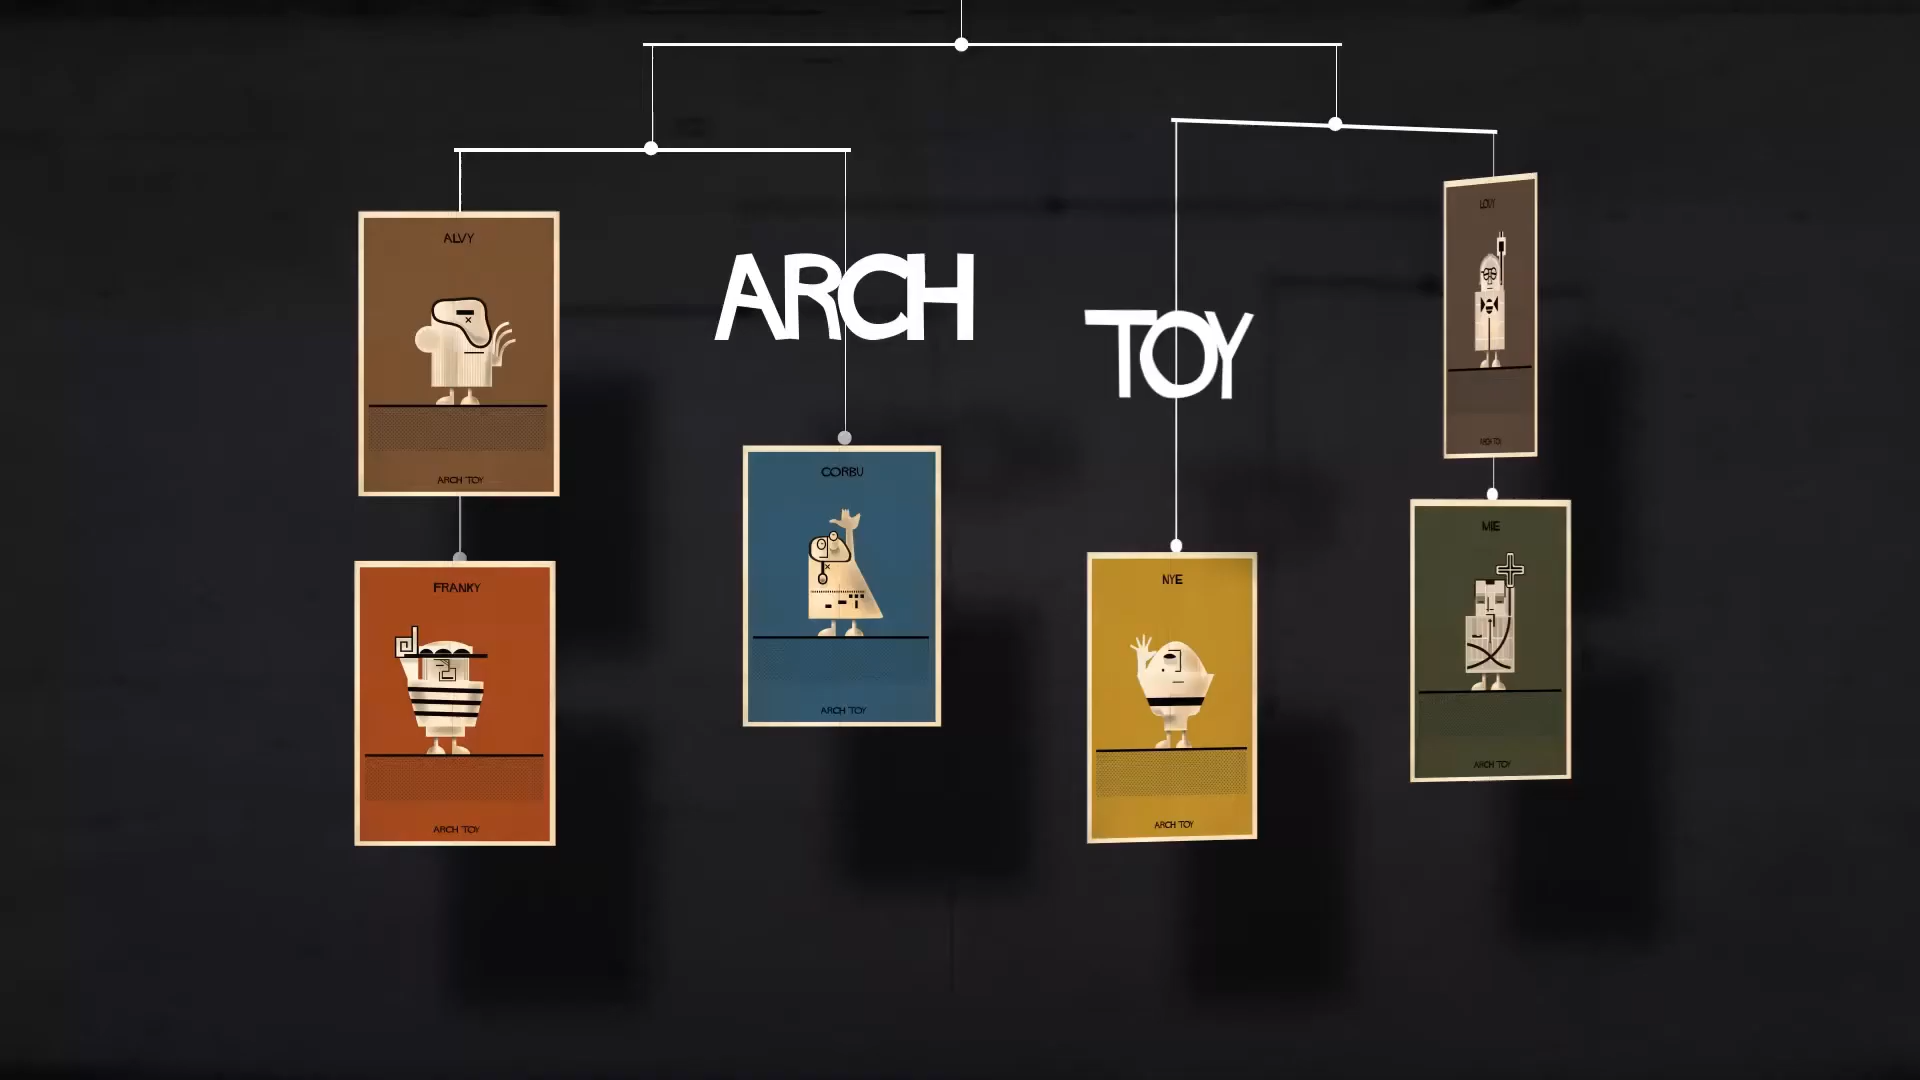 ALVY
ARCH TOY
FRANKY
ARCH TOY
ARCH
CORBU
ARCH TOY
TOY
NYE
ARCH TOY
LOUY
ARCH TOY
MIE
ARCH TOY